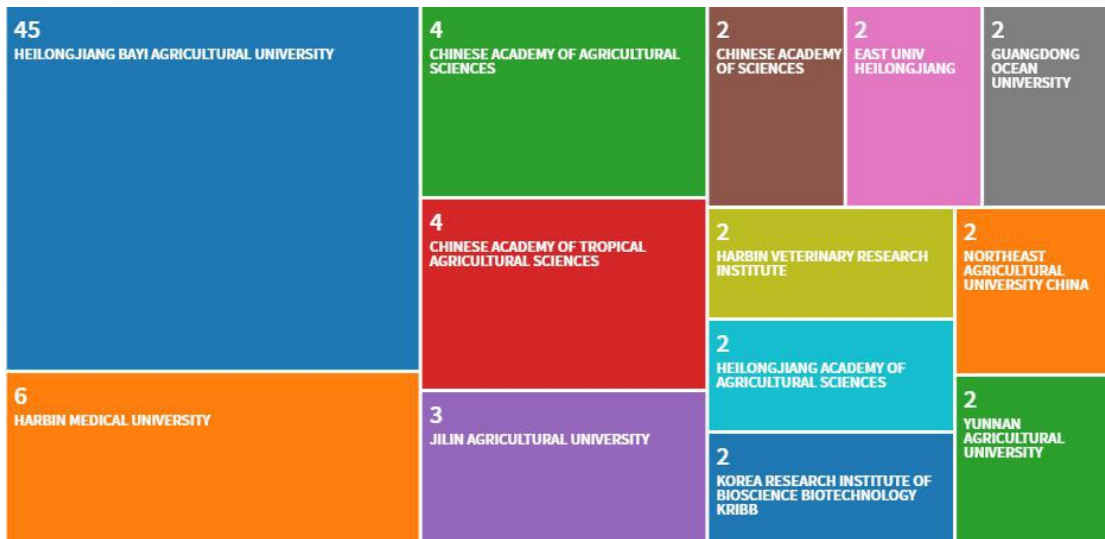 45
HEILONGJIANG BAYI AGRICULTURAL UNIVERSITY
6
HARBIN MEDICAL UNIVERSITY
4
CHINESE ACADEMY OF AGRICULTURAL
SCIENCES
4
CHINESE ACADEMY OF TROPICAL
AGRICULTURAL SCIENCES
3
JILIN AGRICULTURAL UNIVERSITY
2
CHINESE ACADEMY
OF SCIENCES
2
EAST UNIV
HEILONGJIANG
2
GUANGDONG
OCEAN
UNIVERSITY
2
HARBIN VETERINARY RESEARCH
INSTITUTE
2
HEILONGJIANG ACADEMY OF
AGRICULTURAL SCIENCES
2
KOREA RESEARCH INSTITUTE OF
BIOSCIENCE BIOTECHNOLOGY
KRIBB
2
NORTHEAST
AGRICULTURAL
UNIVERSITY CHINA
2
YUNNAN
AGRICULTURAL
UNIVERSITY